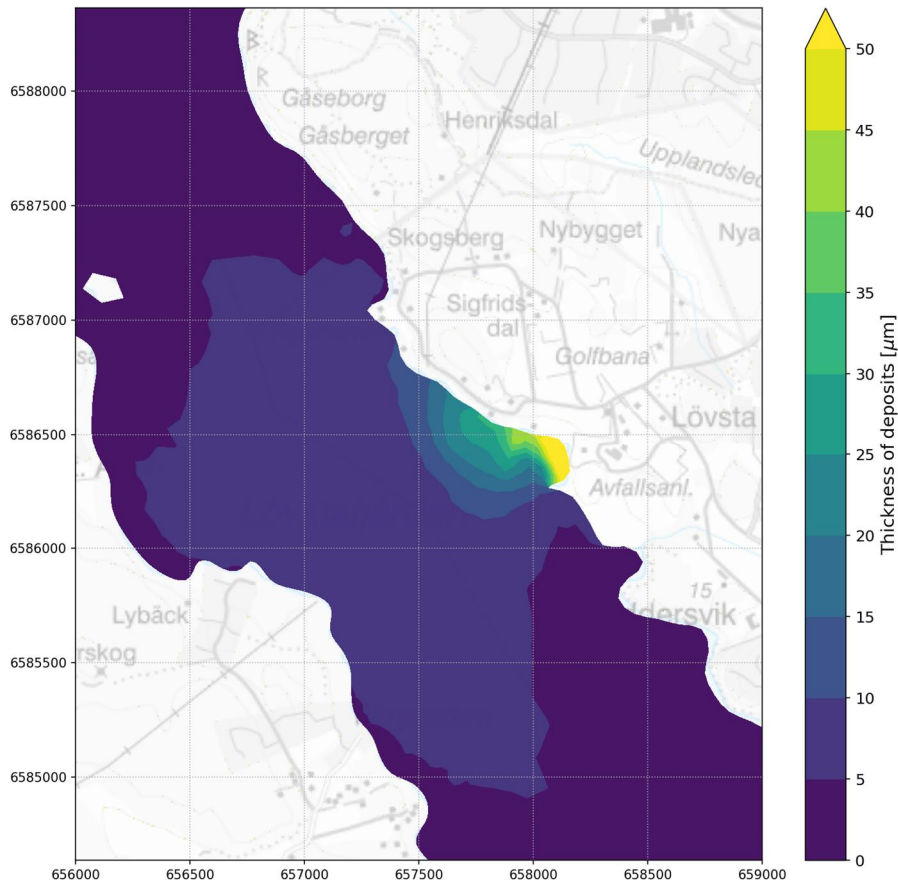 50
6588000
Gåseborg
Henriksdal
45
Gåsberget
Upplandsled
40
6587500
Skogsberg
Nybygget
Nya
35
Sigfrids-
dal
6587000
Golfbana
30
Lövsta
6586500
25
Avfallsanl.
Thickness of deposits [μm]
20
6586000
15
15
Lybäck
ddersvik
rskog
10
6585500
5
6585000
0
656000 656500 657000 657500 658000 658500 659000